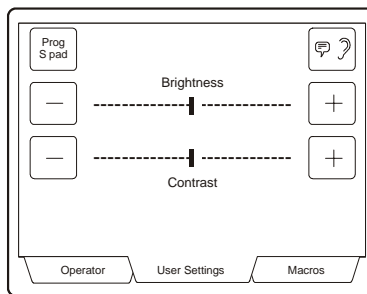 Prog
S pad
Brightness
Contrast
Operator
User Settings
Macros